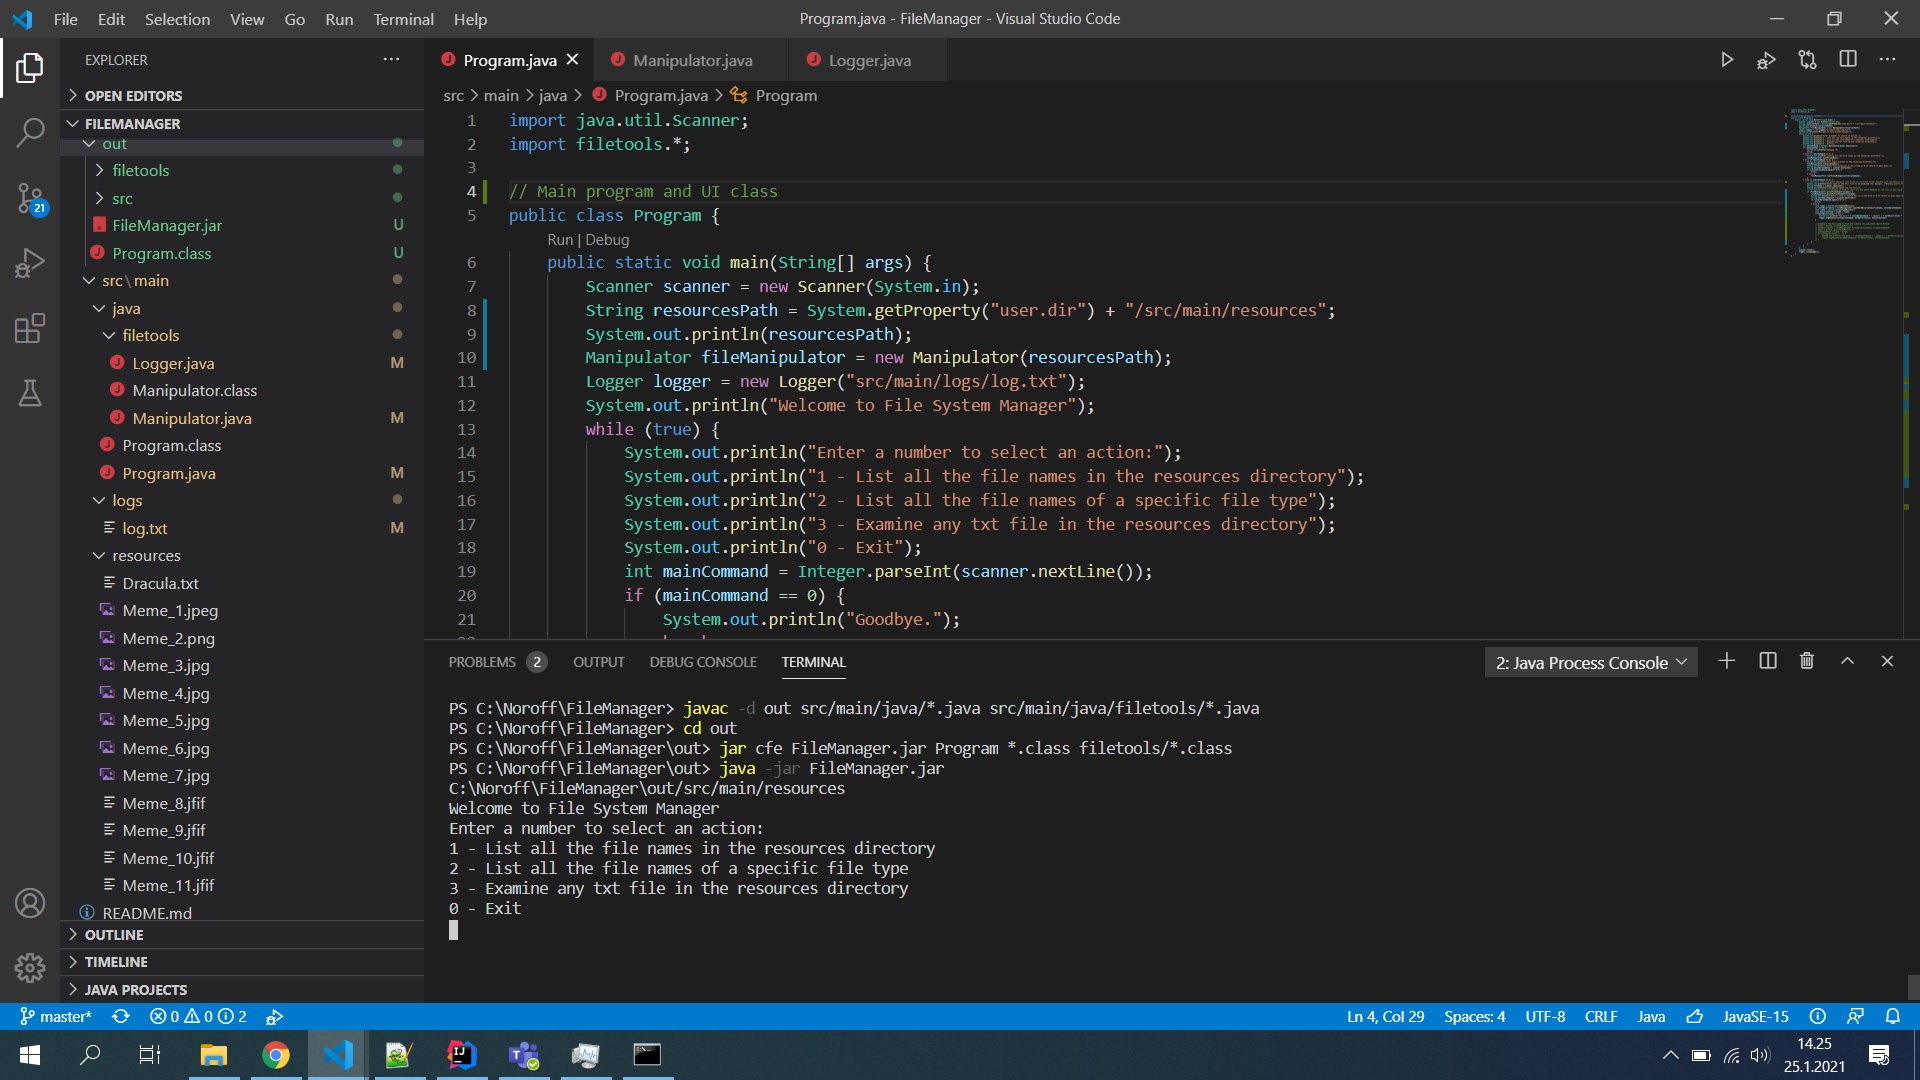 File Edit Selection View Go Run Terminal Help
Program.java - FileManager - Visual Studio Code
EXPLORER
OPEN EDITORS
FILEMANAGER
out
filetools
src
FileManager.jar U
Program.class U
src\main
java
filetools
Logger.java M
Manipulator.class
Manipulator.java M
Program.class
Program.java M
logs
log.txt M
resources
Dracula.txt
Meme_1.jpeg
Meme_2.png
Meme_3.jpg
Meme_4.jpg
Meme_5.jpg
Meme_6.jpg
Meme_7.jpg
Meme_8.jfif
Meme_9.jfif
Meme_10.jfif
Meme_11.jfif
README.md
OUTLINE
TIMELINE
JAVA PROJECTS
21
Program.java Manipulator.java Logger.java
src > main > java > Program.java > Program
1 import java.util.Scanner;
2 import filetools.*;
3
4 // Main program and UI class
5 public class Program {
Run | Debug
6 public static void main(String[] args) {
7 Scanner scanner = new Scanner(System.in);
8 String resourcesPath = System.getProperty("user.dir") + "/src/main/resources";
9 System.out.println(resourcesPath);
10 Manipulator fileManipulator = new Manipulator(resourcesPath);
11 Logger logger = new Logger("src/main/logs/log.txt");
12 System.out.println("Welcome to File System Manager");
13 while (true) {
14 System.out.println("Enter a number to select an action:");
15 System.out.println("1 - List all the file names in the resources directory");
16 System.out.println("2 - List all the file names of a specific file type");
17 System.out.println("3 - Examine any txt file in the resources directory");
18 System.out.println("0 - Exit");
19 int mainCommand = Integer.parseInt(scanner.nextLine());
20 if (mainCommand == 0) {
21 System.out.println("Goodbye.");
PROBLEMS 2 OUTPUT DEBUG CONSOLE TERMINAL 2: Java Process Console
PS C:\Noroff\FileManager> javac -d out src/main/java/*.java src/main/java/filetools/*.java
PS C:\Noroff\FileManager> cd out
PS C:\Noroff\FileManager\out> jar cfe FileManager.jar Program *.class filetools/*.class
PS C:\Noroff\FileManager\out> java -jar FileManager.jar
C:\Noroff\FileManager\out/src/main/resources
Welcome to File System Manager
Enter a number to select an action:
1 - List all the file names in the resources directory
2 - List all the file names of a specific file type
3 - Examine any txt file in the resources directory
0 - Exit
master* 0 0 2
Ln 4, Col 29 Spaces: 4 UTF-8 CRLF Java JavaSE-15
14.25
25.1.2021